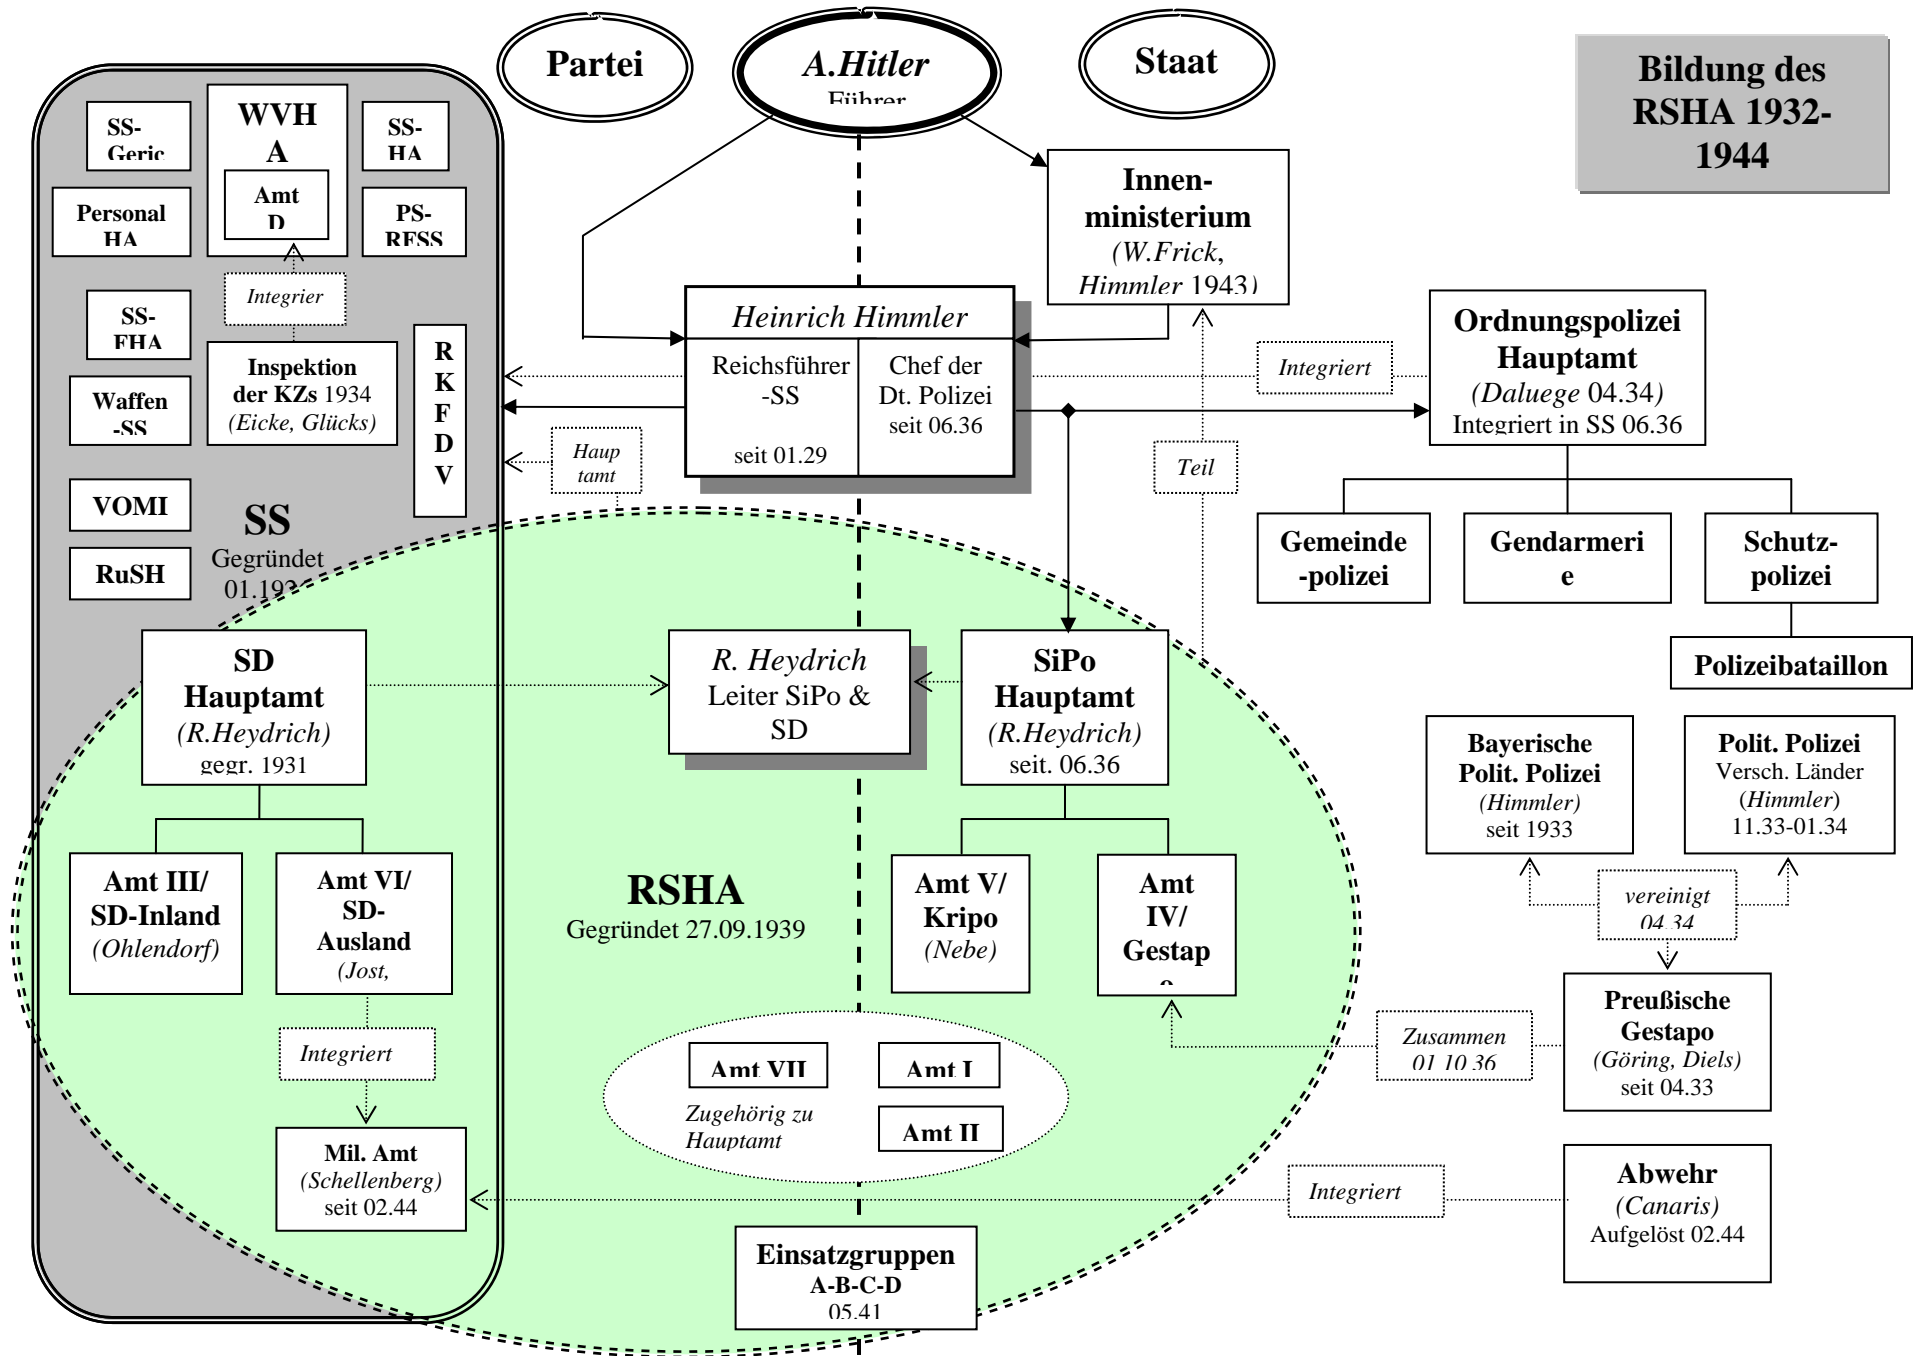 Partei
A.Hitler
Führer
Staat
Bildung des
RSHA 1932-
1944
SS-
Geric
WVH
A
Amt
D
SS-
HA
Personal
HA
PS-
RFSS
Integrier
SS-
FHA
Inspektion
der KZs 1934
(Eicke, Glücks)
R
K
F
D
V
Waffen
-SS
VOMI
RuSH
SS
Gegründet
Innen-
ministerium
(W.Frick,
Himmler 1943)
Heinrich Himmler
Reichsführer
-SS
seit 01.29
Chef der
Dt. Polizei
seit 06.36
Integriert
Haup
tamt
Teil
Ordnungspolizei
Hauptamt
(Daluege 04.34)
Integriert in SS 06.36
Gemeinde
-polizei
Gendarmeri
e
Schutz-
polizei
Polizeibataillon
SD
Hauptamt
(R.Heydrich)
gegr. 1931
R. Heydrich
Leiter SiPo &
SD
SiPo
Hauptamt
(R.Heydrich)
seit. 06.36
Bayerische
Polit. Polizei
(Himmler)
seit 1933
Polit. Polizei
Versch. Länder
(Himmler)
11.33-01.34
Amt III/
SD-Inland
(Ohlendorf)
Amt VI/
SD-
Ausland
(Jost,
RSHA
Gegründet 27.09.1939
Amt V/
Kripo
(Nebe)
Amt
IV/
Gestap
o
vereinigt
04.34
Preußische
Gestapo
(Göring, Diels)
seit 04.33
Zusammen
01.10.36
Integriert
Amt VII
Amt I
Zugehörig zu
Hauptamt
Amt II
Mil. Amt
(Schellenberg)
seit 02.44
Integriert
Abwehr
(Canaris)
Aufgelöst 02.44
Einsatzgruppen
A-B-C-D
05.41